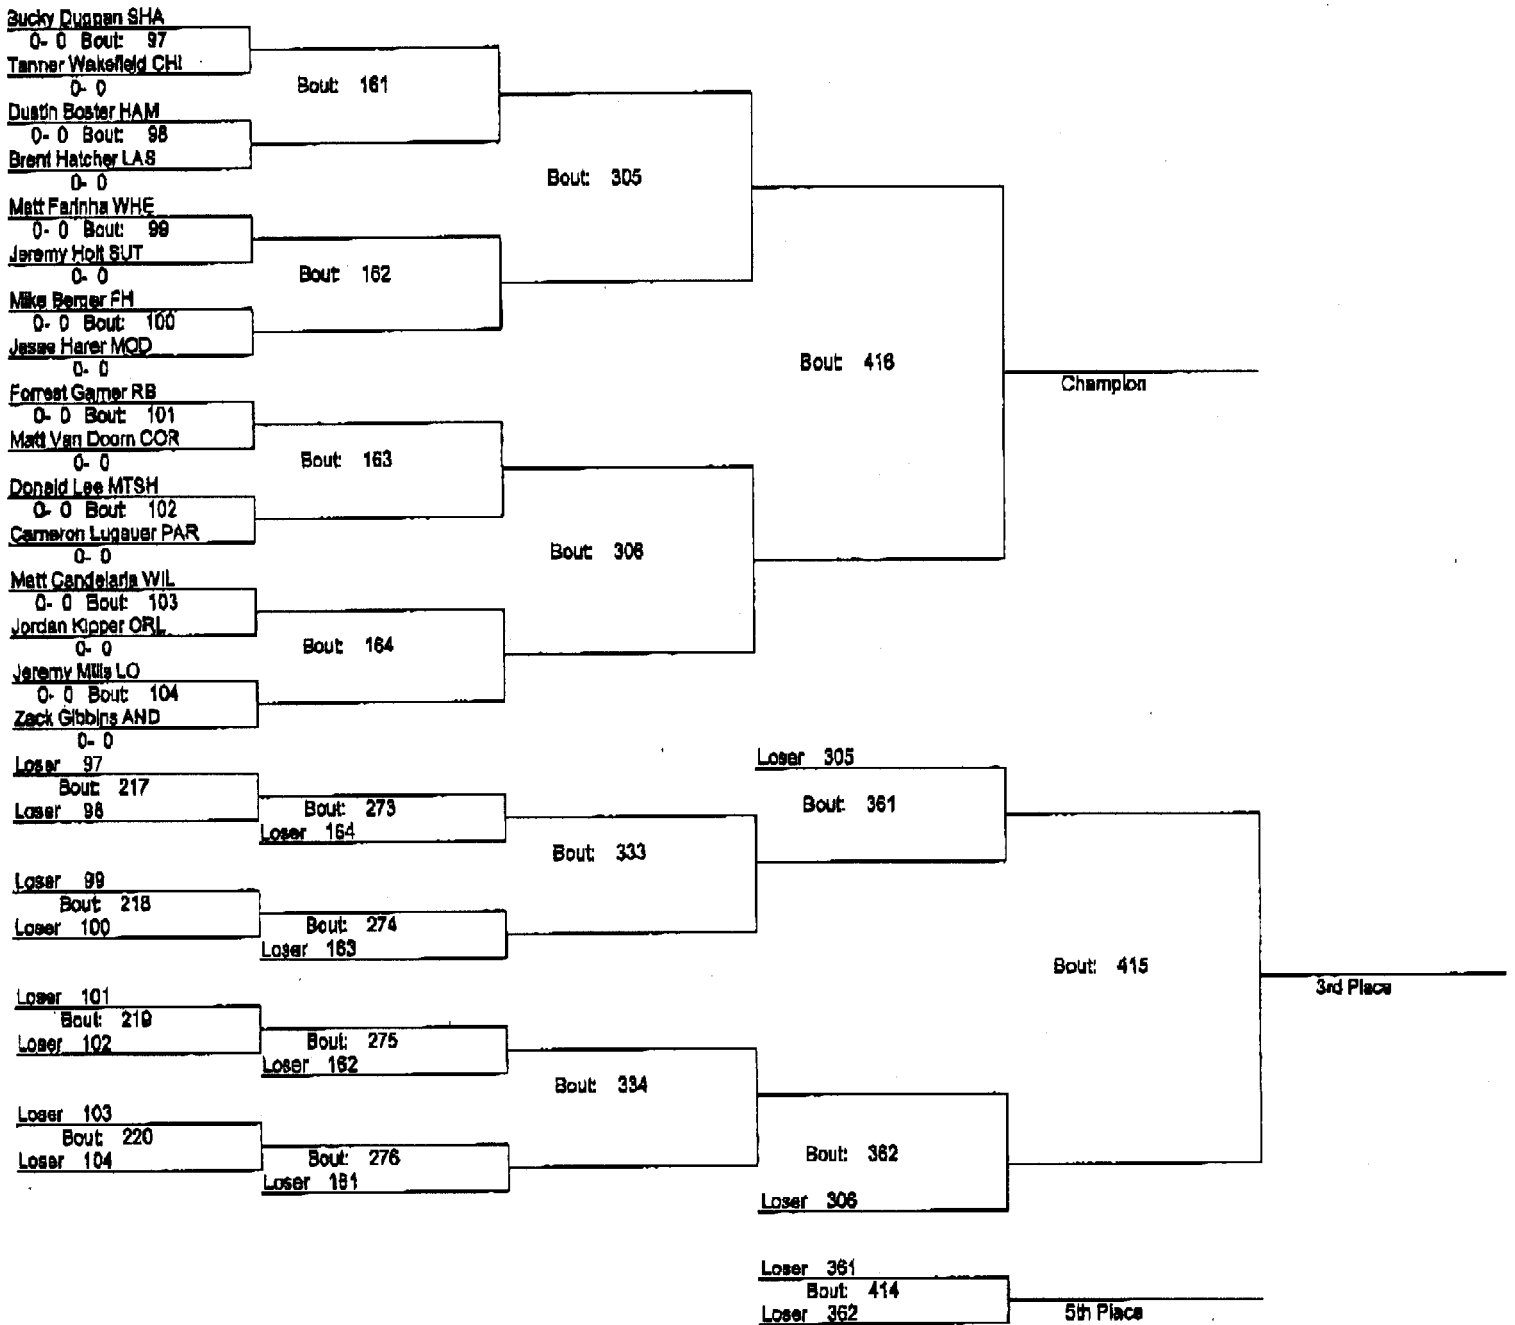 Bucky Duggan SHA
0- 0 Bout: 97
Tanner Wakefield CHI
0- 0
Bout: 161
Dustin Boster HAM
0- 0 Bout: 98
Brent Hatcher LAS
0- 0
Bout: 305
Matt Farinha WHE
0- 0 Bout: 99
Jeremy Holt SUT
0- 0
Bout: 162
Mike Berger FH
0- 0 Bout: 100
Jesse Harer MOD
0- 0
Bout: 416
Champion
Forrest Garner RB
0- 0 Bout: 101
Matt Van Doorn COR
0- 0
Bout: 163
Donald Lee MTSH
0- 0 Bout: 102
Cameron Lugauer PAR
0- 0
Bout: 306
Matt Candelaria WIL
0- 0 Bout: 103
Jordan Kipper ORL
0- 0
Bout: 164
Jeremy Mills LO
0- 0 Bout: 104
Zack Gibbins AND
0- 0
Loser 97
Bout: 217
Loser 98
Bout: 273
Loser 164
Loser 305
Bout: 361
Bout: 333
Loser 99
Bout: 218
Loser 100
Bout: 274
Loser 163
Bout: 415
3rd Place
Loser 101
Bout: 219
Loser 102
Bout: 275
Loser 162
Bout: 334
Loser 103
Bout: 220
Loser 104
Bout: 276
Loser 161
Bout: 362
Loser 306
Loser 361
Bout: 414
Loser 362
5th Place